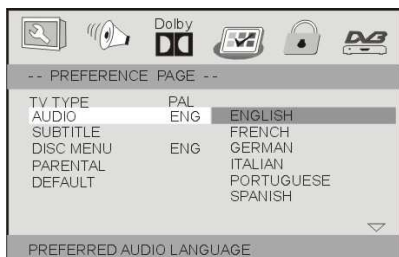 Dolby
DVB
-- PREFERENCE PAGE --
TV TYPE PAL
AUDIO ENG ENGLISH
SUBTITLE FRENCH
DISC MENU ENG GERMAN
PARENTAL ITALIAN
DEFAULT PORTUGUESE
SPANISH
PREFERRED AUDIO LANGUAGE